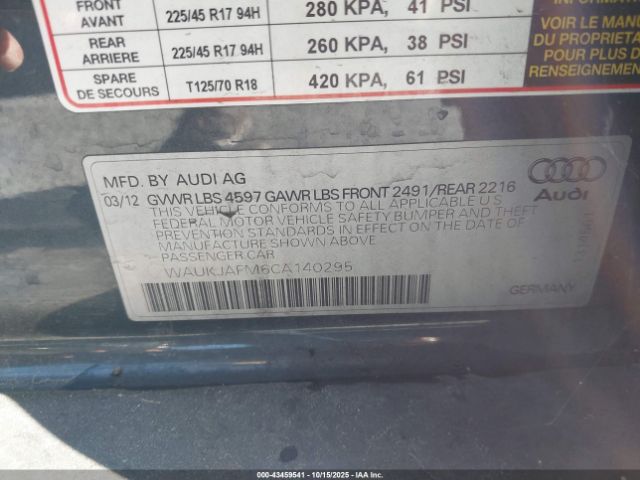 FRONT AVANT 225/45 R17 94H 280 KPA, 41 PSI
REAR ARRIERE 225/45 R17 94H 260 KPA, 38 PSI
SPARE DE SECOURS T125/70 R18 420 KPA, 61 PSI
VOIR LE MAN
DU PROPRIETA
POUR PLUS D
RENSEIGNEMEN
MFD. BY AUDI AG
03/12 GVWR LBS 4597 GAWR LBS FRONT 2491/REAR 2216
THIS VEHICLE CONFORMS TO ALL APPLICABLE U S
FEDERAL MOTOR VEHICLE SAFETY BUMPER AND THEFT
PREVENTION STANDARDS IN EFFECT ON THE DATE OF
MANUFACTURE SHOWN ABOVE
PASSENGER CAR
WAUKJAFM6CA140295
Audi
GERMANY
000-43459541 - 10/15/2025 - IAAI.COM